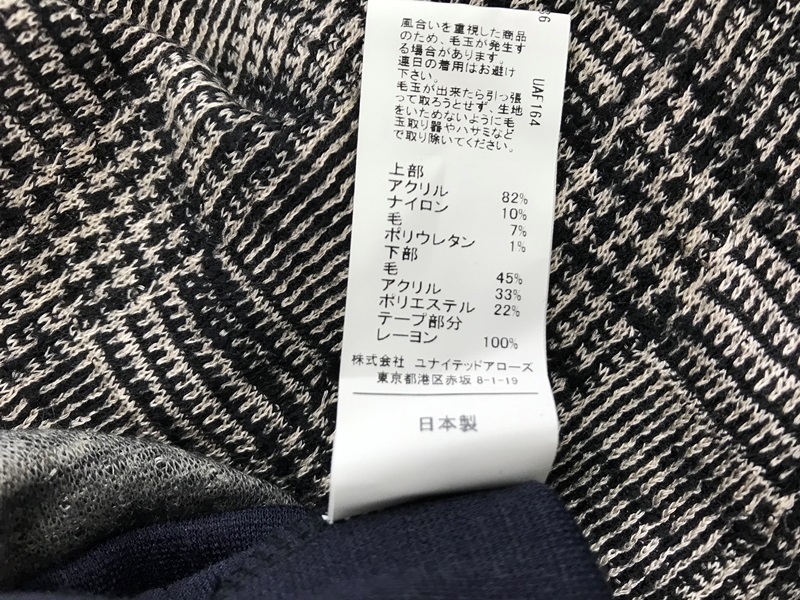 風合いを重視した商品
のため、毛玉が発生す
る場合があります。
連日の着用はお避け
下さい。
毛玉が出来たら引っ張
って取ろうとせず、生地
をいためないように毛
玉取り器やハサミなど
で取り除いてください。
6
UAF164
上部
アクリル 82%
ナイロン 10%
毛 7%
ポリウレタン 1%
下部
毛 45%
アクリル 33%
ポリエステル 22%
テープ部分
レーヨン 100%
株式会社 ユナイテッドアローズ
東京都港区赤坂 8-1-19
日本製